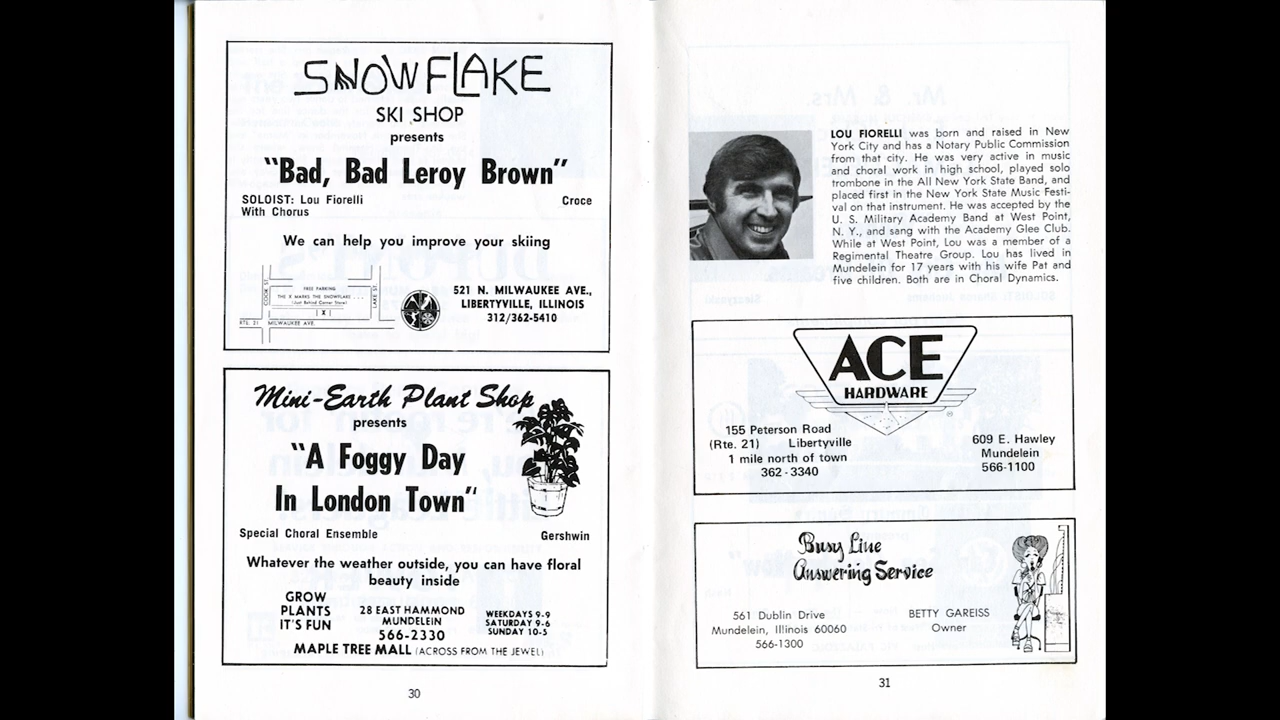 SNOWFLAKE
SKI SHOP
presents
"Bad, Bad Leroy Brown"
SOLOIST: Lou Fiorelli
With Chorus
Croce
We can help you improve your skiing
COOK ST.
FREE PARKING
THE X MARKS THE SNOWFLAKE . . .
(Just Behind Corner Store)
X
LAKE ST.
RTE. 21 MILWAUKEE AVE.
521 N. MILWAUKEE AVE.,
LIBERTYVILLE, ILLINOIS
312/362-5410
Mini-Earth Plant Shop
presents
"A Foggy Day
In London Town"
Special Choral Ensemble
Gershwin
Whatever the weather outside, you can have floral
beauty inside
GROW
PLANTS
IT'S FUN
28 EAST HAMMOND
MUNDELEIN
566-2330
WEEKDAYS 9-9
SATURDAY 9-6
SUNDAY 10-5
MAPLE TREE MALL (ACROSS FROM THE JEWEL)
30
LOU FIORELLI was born and raised in New
York City and has a Notary Public Commission
from that city. He was very active in music
and choral work in high school, played solo
trombone in the All New York State Band, and
placed first in the New York State Music Festi-
val on that instrument. He was accepted by the
U. S. Military Academy Band at West Point,
N. Y., and sang with the Academy Glee Club.
While at West Point, Lou was a member of a
Regimental Theatre Group. Lou has lived in
Mundelein for 17 years with his wife Pat and
five children. Both are in Choral Dynamics.
ACE
HARDWARE
®
155 Peterson Road
(Rte. 21) Libertyville
1 mile north of town
362-3340
609 E. Hawley
Mundelein
566-1100
Busy Line
Answering Service
561 Dublin Drive
Mundelein, Illinois 60060
566-1300
BETTY GAREISS
Owner
31